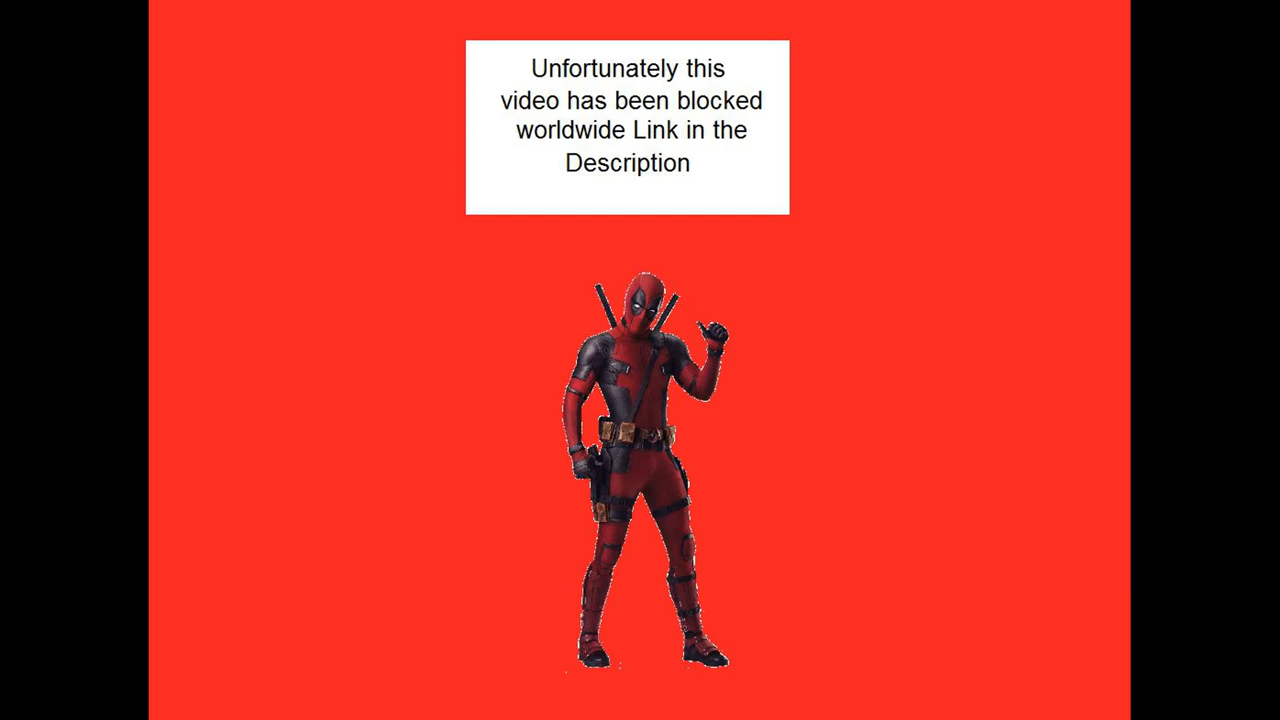 Unfortunately this
video has been blocked
worldwide Link in the
Description